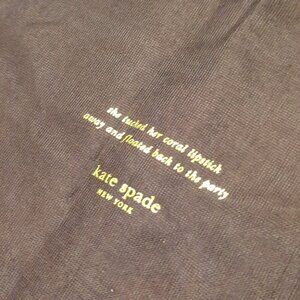 she tucked her coral lipstick
away and floated back to the party
kate spade
NEW YORK